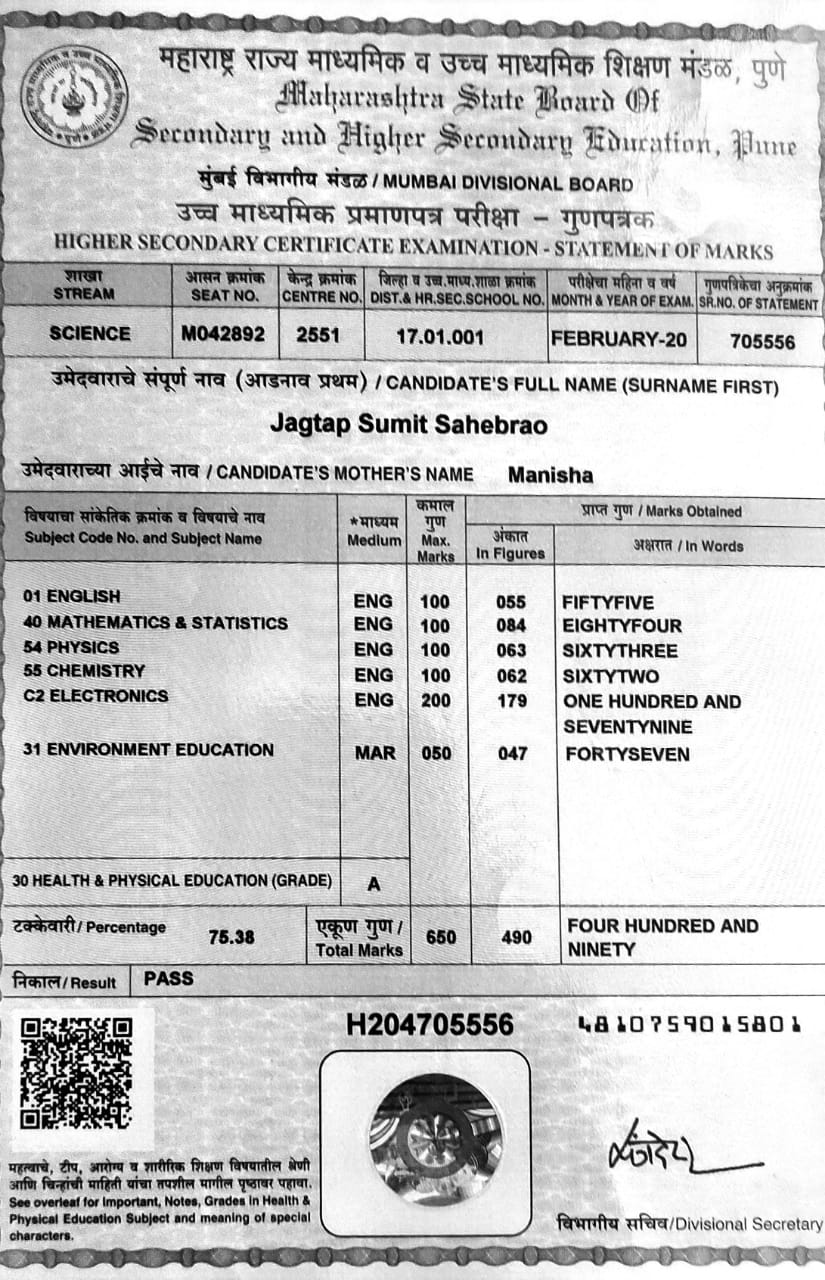 महाराष्ट्र राज्य माध्यमिक व उच्च माध्यमिक शिक्षण मंडळ, पुणे
Maharashtra State Board Of
Secondary and Higher Secondary Education, Pune
मुंबई विभागीय मंडळ / MUMBAI DIVISIONAL BOARD
उच्च माध्यमिक प्रमाणपत्र परीक्षा – गुणपत्रक
HIGHER SECONDARY CERTIFICATE EXAMINATION - STATEMENT OF MARKS
शाखा आसन क्रमांक केन्द्र क्रमांक जिल्हा व उच्च.माध्य.शाळा क्रमांक परीक्षेचा महिना व वर्ष गुणपत्रिकेचा अनुक्रमांक
STREAM SEAT NO. CENTRE NO. DIST.& HR.SEC.SCHOOL NO. MONTH & YEAR OF EXAM. SR.NO. OF STATEMENT
SCIENCE M042892 2551 17.01.001 FEBRUARY-20 705556
उमेदवाराचे संपूर्ण नाव (आडनाव प्रथम) / CANDIDATE'S FULL NAME (SURNAME FIRST)
Jagtap Sumit Sahebrao
उमेदवाराच्या आईचे नाव / CANDIDATE'S MOTHER'S NAME Manisha
विषयाचा सांकेतिक क्रमांक व विषयाचे नाव
Subject Code No. and Subject Name
*माध्यम
Medium
कमाल
गुण
Max.
Marks
प्राप्त गुण / Marks Obtained
अंकात
In Figures
अक्षरात / In Words
01 ENGLISH ENG 100 055 FIFTYFIVE
40 MATHEMATICS & STATISTICS ENG 100 084 EIGHTYFOUR
54 PHYSICS ENG 100 063 SIXTYTHREE
55 CHEMISTRY ENG 100 062 SIXTYTWO
C2 ELECTRONICS ENG 200 179 ONE HUNDRED AND
SEVENTYNINE
31 ENVIRONMENT EDUCATION MAR 050 047 FORTYSEVEN
30 HEALTH & PHYSICAL EDUCATION (GRADE) A
टक्केवारी/ Percentage 75.38
एकूण गुण /
Total Marks 650 490
FOUR HUNDRED AND
NINETY
निकाल/ Result PASS
H204705556 4810759015801
महत्वाचे, टीप, आरोग्य व शारीरिक शिक्षण विषयातील श्रेणी
आणि चिन्हांची माहिती यांचा तपशील मागील पृष्ठावर पहावा.
See overleaf for Important, Notes, Grades in Health &
Physical Education Subject and meaning of special
characters.
विभागीय सचिव/Divisional Secretary